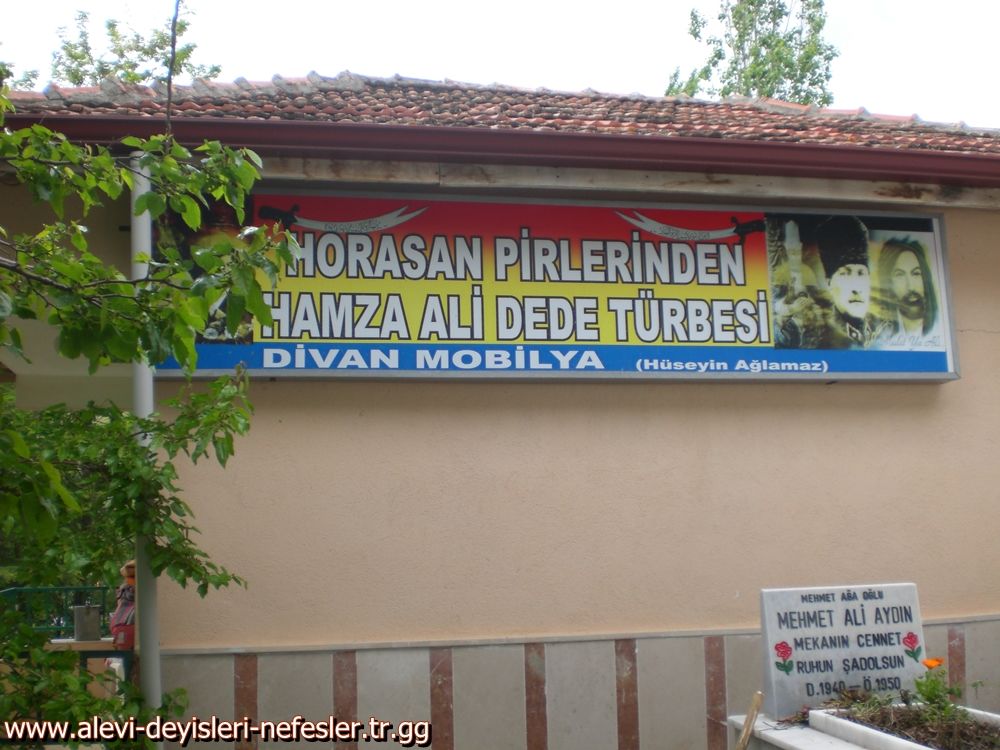 HORASAN PİRLERİNDEN
HAMZA ALİ DEDE TÜRBESİ
DİVAN MOBİLYA (Hüseyin Ağlamaz)
MEHMET AĞA OĞLU
MEHMET ALİ AYDIN
MEKANIN CENNET
RUHUN ŞADOLSUN
D.1940 – Ö.1950
www.alevi-deyisleri-nefesler.tr.gg